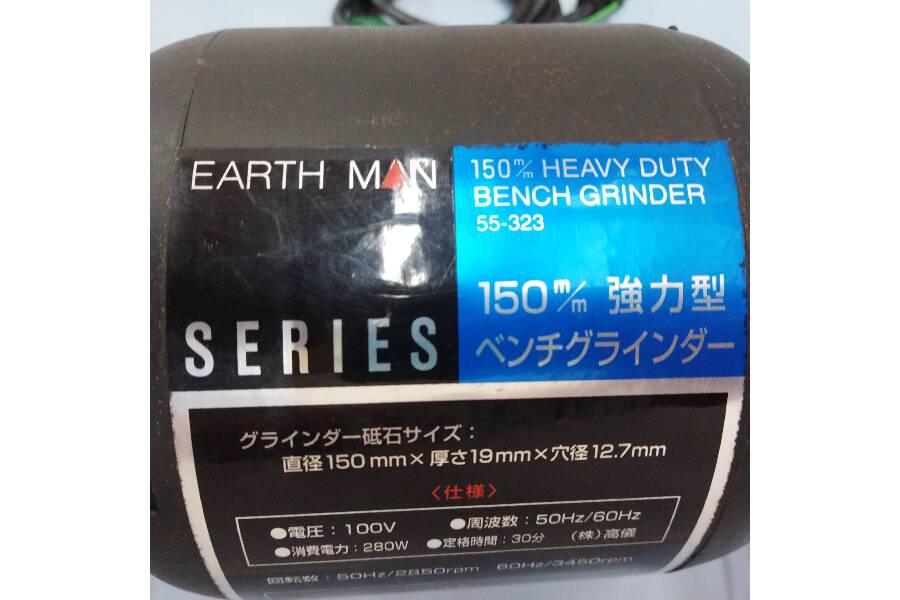 EARTH MAN
SERIES
150m/m HEAVY DUTY
BENCH GRINDER
55-323
150m/m 強力型
ベンチグラインダー
グラインダー砥石サイズ：
直径150mm×厚さ19mm×穴径12.7mm
〈仕様〉
●電圧：100V ●周波数：50Hz/60Hz
●消費電力：280W ●定格時間：30分 （株）高儀
回転数：50Hz/2850rpm 60Hz/3450rpm